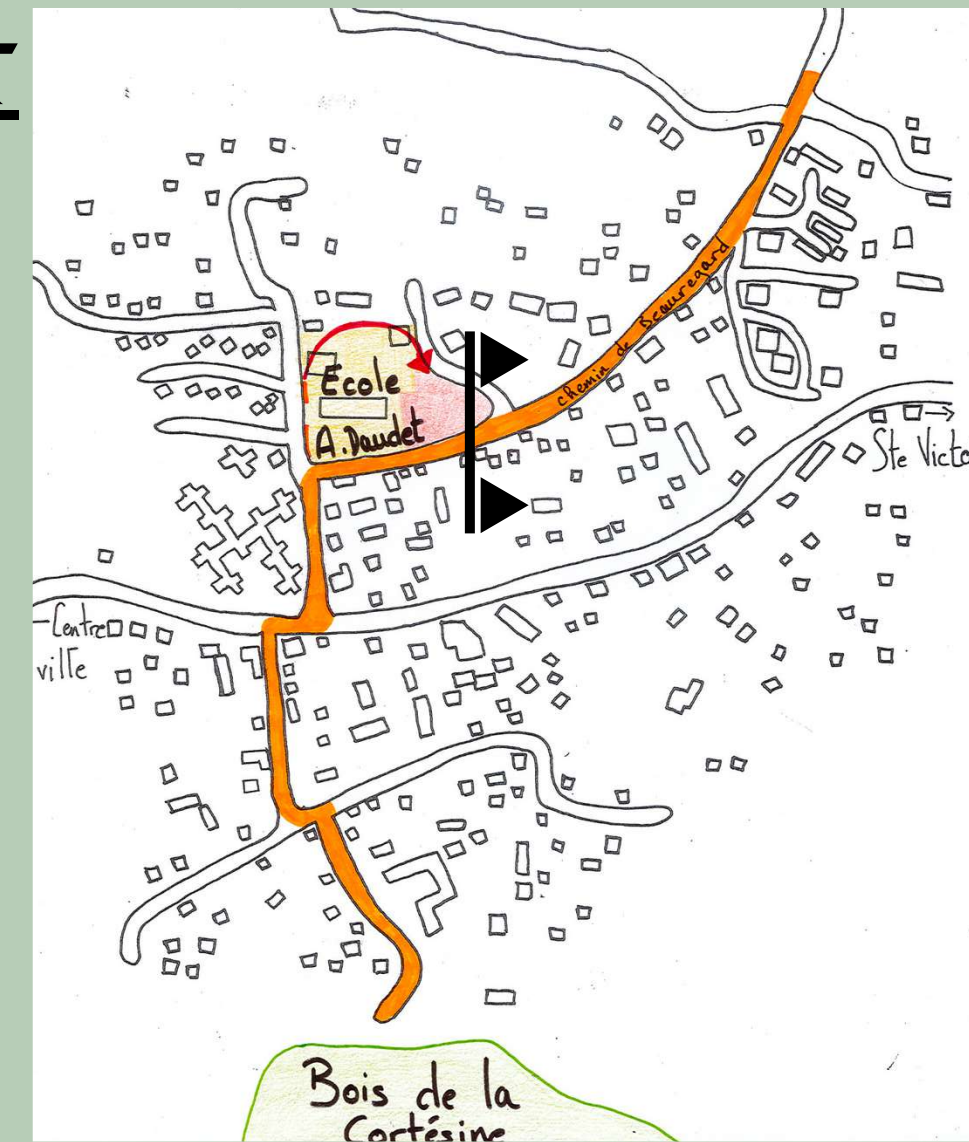 chemin de Beauregard
Ecole
A. Daudet
Ste Victo
Centre
ville
Bois de la
Cortésine